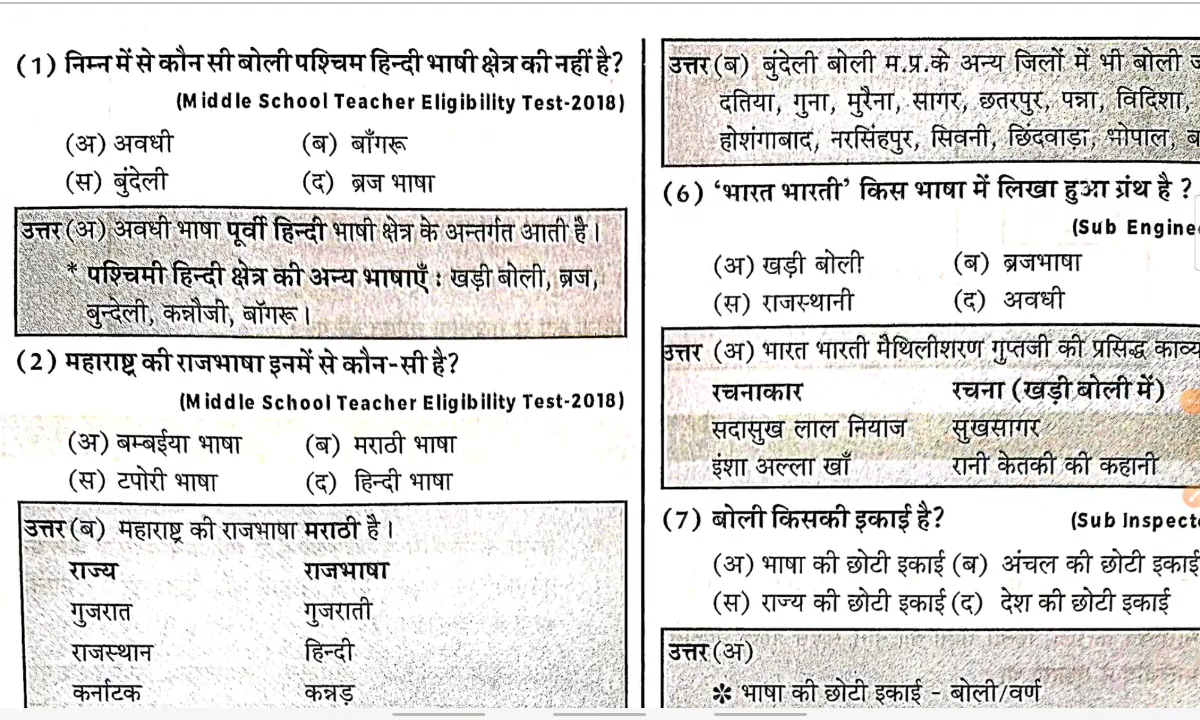 (1) निम्न में से कौन सी बोली पश्चिम हिन्दी भाषी क्षेत्र की नहीं है?
(Middle School Teacher Eligibility Test-2018)
(अ) अवधी (ब) बाँगरू
(स) बुंदेली (द) ब्रज भाषा
उत्तर (अ) अवधी भाषा पूर्वी हिन्दी भाषी क्षेत्र के अन्तर्गत आती है।
* पश्चिमी हिन्दी क्षेत्र की अन्य भाषाएँ : खड़ी बोली, ब्रज,
बुन्देली, कन्नौजी, बॉगरू।
(2) महाराष्ट्र की राजभाषा इनमें से कौन-सी है?
(Middle School Teacher Eligibility Test-2018)
(अ) बम्बईया भाषा (ब) मराठी भाषा
(स) टपोरी भाषा (द) हिन्दी भाषा
उत्तर (ब) महाराष्ट्र की राजभाषा मराठी है।
राज्य राजभाषा
गुजरात गुजराती
राजस्थान हिन्दी
कर्नाटक कन्नड़
उत्तर (ब) बुंदेली बोली म.प्र.के अन्य जिलों में भी बोली
दतिया, गुना, मुरैना, सागर, छतरपुर, पन्ना, विदिशा,
होशंगाबाद, नरसिंहपुर, सिवनी, छिंदवाड़ा, भोपाल,
(6) ‘भारत भारती’ किस भाषा में लिखा हुआ ग्रंथ है ?
(Sub Engine
(अ) खड़ी बोली (ब) ब्रजभाषा
(स) राजस्थानी (द) अवधी
उत्तर (अ) भारत भारती मैथिलीशरण गुप्तजी की प्रसिद्ध काव्य
रचनाकार रचना (खड़ी बोली में)
सदासुख लाल नियाज सुखसागर
इंशा अल्ला खाँ रानी केतकी की कहानी
(7) बोली किसकी इकाई है? (Sub Inspect
(अ) भाषा की छोटी इकाई (ब) अंचल की छोटी इकाई
(स) राज्य की छोटी इकाई (द) देश की छोटी इकाई
उत्तर (अ)
* भाषा की छोटी इकाई - बोली/वर्ण